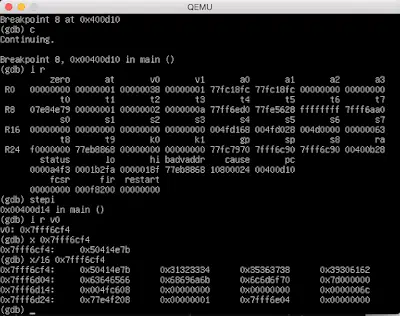 QEMU
Breakpoint 8 at 0x400d10
(gdb) c
Continuing.
Breakpoint 8, 0x00400d10 in main ()
(gdb) i r
zero at v0 v1 a0 a1 a2 a3
R0 00000000 00000001 00000038 00000001 77fc18fc 77fc18fc 00000000 00000000
t0 t1 t2 t3 t4 t5 t6 t7
R8 07e84e79 00000001 00000002 0000000a 77ff6ed0 77fe5628 ffffffff 7fff6aa0
s0 s1 s2 s3 s4 s5 s6 s7
R16 00000000 00000000 00000000 00000000 004fd168 004fd028 004d0000 00000063
t8 t9 k0 k1 gp sp s8 ra
R24 f0000000 77eb8868 00000000 00000000 77fc7970 7fff6c90 7fff6c90 00400b28
status lo hi badvaddr cause pc
0000a4f3 0001b2fa 0000018f 77eb8868 10800024 00400d10
fcsr fir restart
00000000 000f8200 00000000
(gdb) stepi
0x00400d14 in main ()
(gdb) i r v0
v0: 0x7fff6cf4
(gdb) x 0x7fff6cf4
0x7fff6cf4: 0x50414e7b
(gdb) x/16 0x7fff6cf4
0x7fff6cf4: 0x50414e7b 0x31323334 0x35363738 0x39306162
0x7fff6d04: 0x63646566 0x68696a6b 0x6c6d6f70 0x7d000000
0x7fff6d14: 0x004fc608 0x00000000 0x00000000 0x0000006c
0x7fff6d24: 0x77e4f208 0x00000001 0x7fff6e04 0x00000000
(gdb)